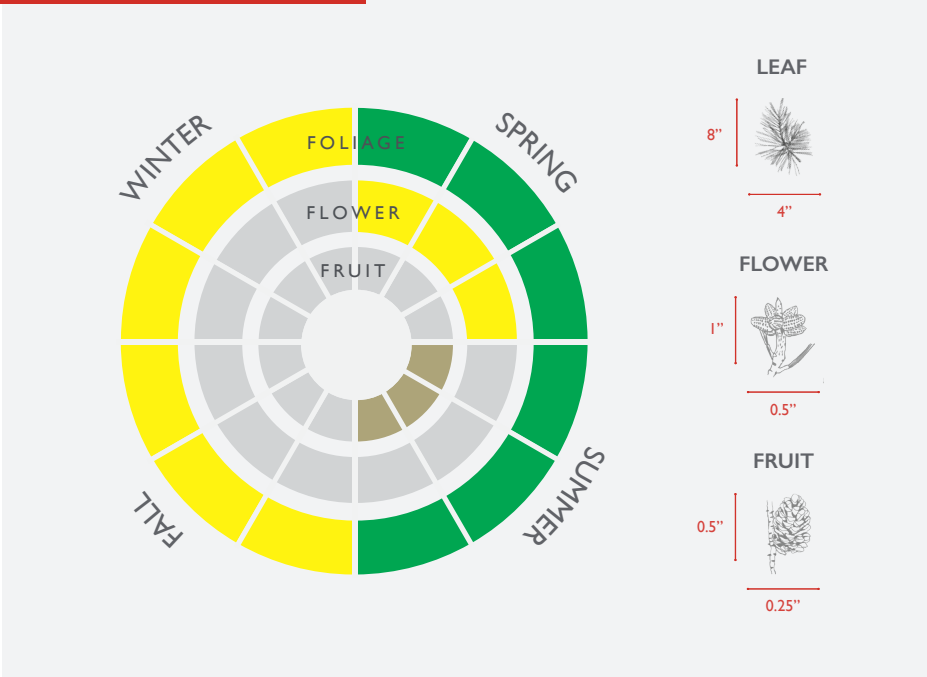 WINTER
SPRING
FOLIAGE
FLOWER
FRUIT
FALL
SUMMER
LEAF
8”
4”
FLOWER
1”
0.5”
FRUIT
0.5”
0.25”